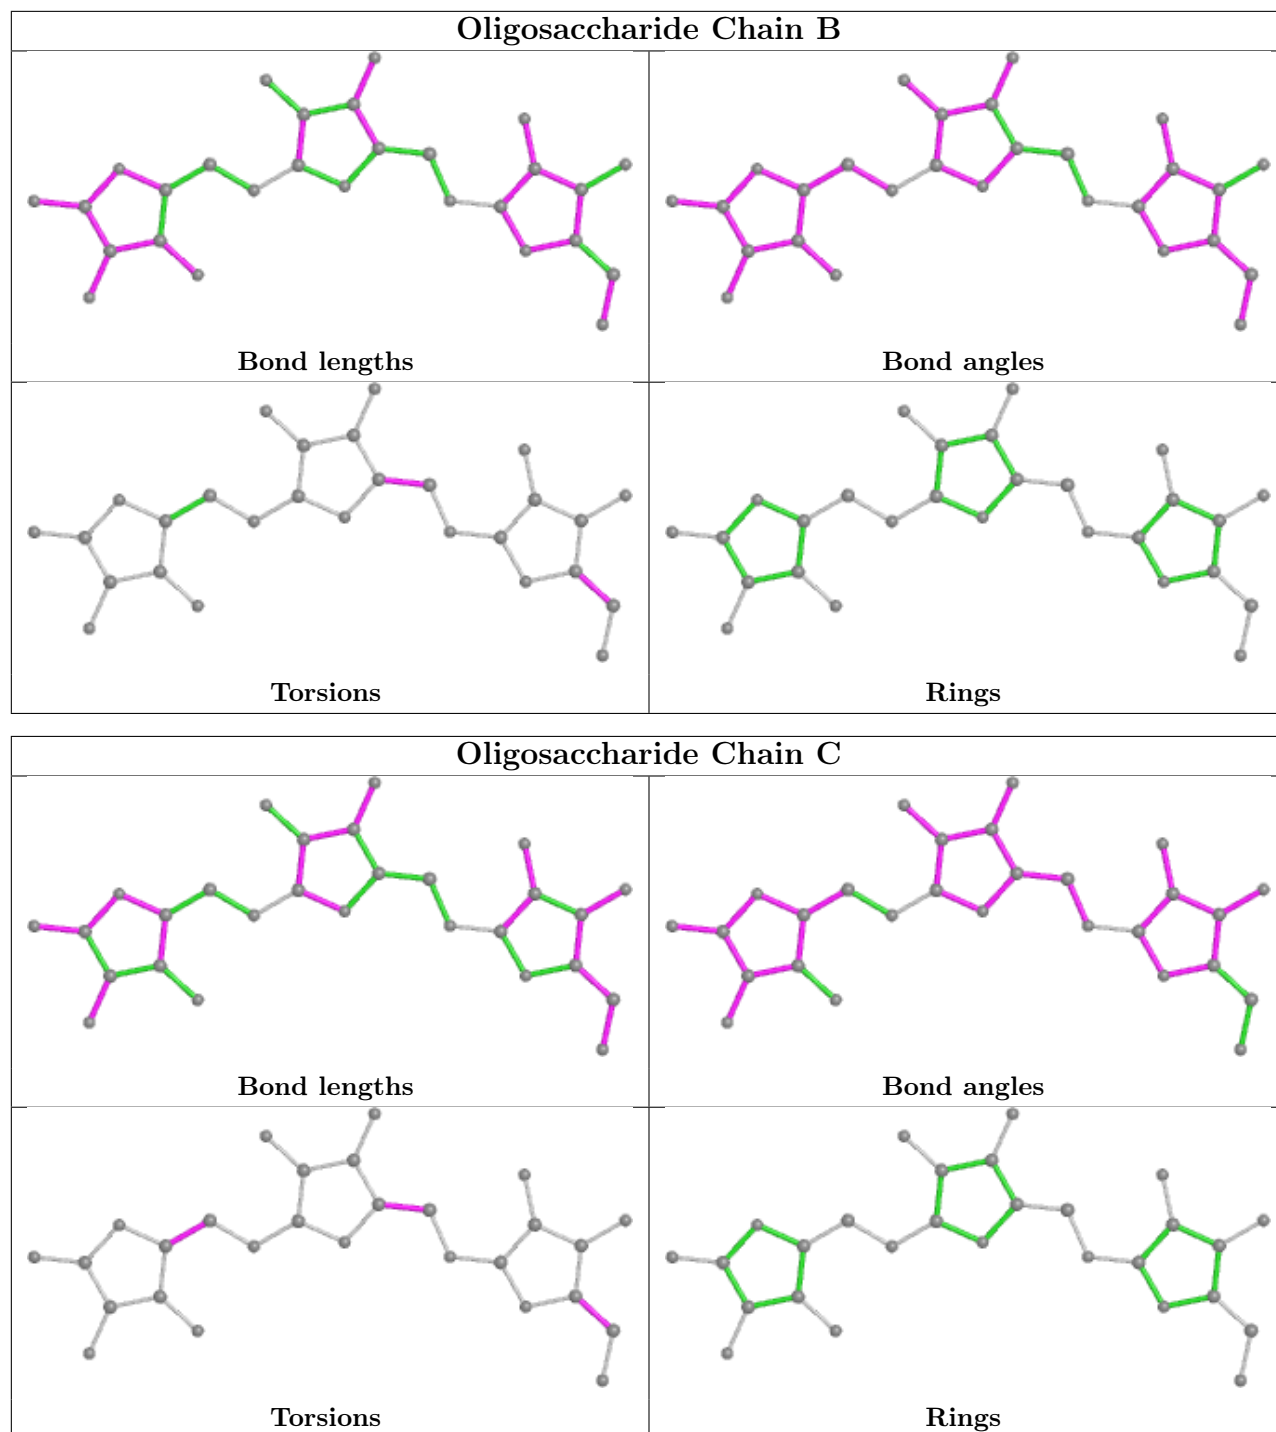 Oligosaccharide Chain B
Bond lengths
Bond angles
Torsions
Rings
Oligosaccharide Chain C
Bond lengths
Bond angles
Torsions
Rings